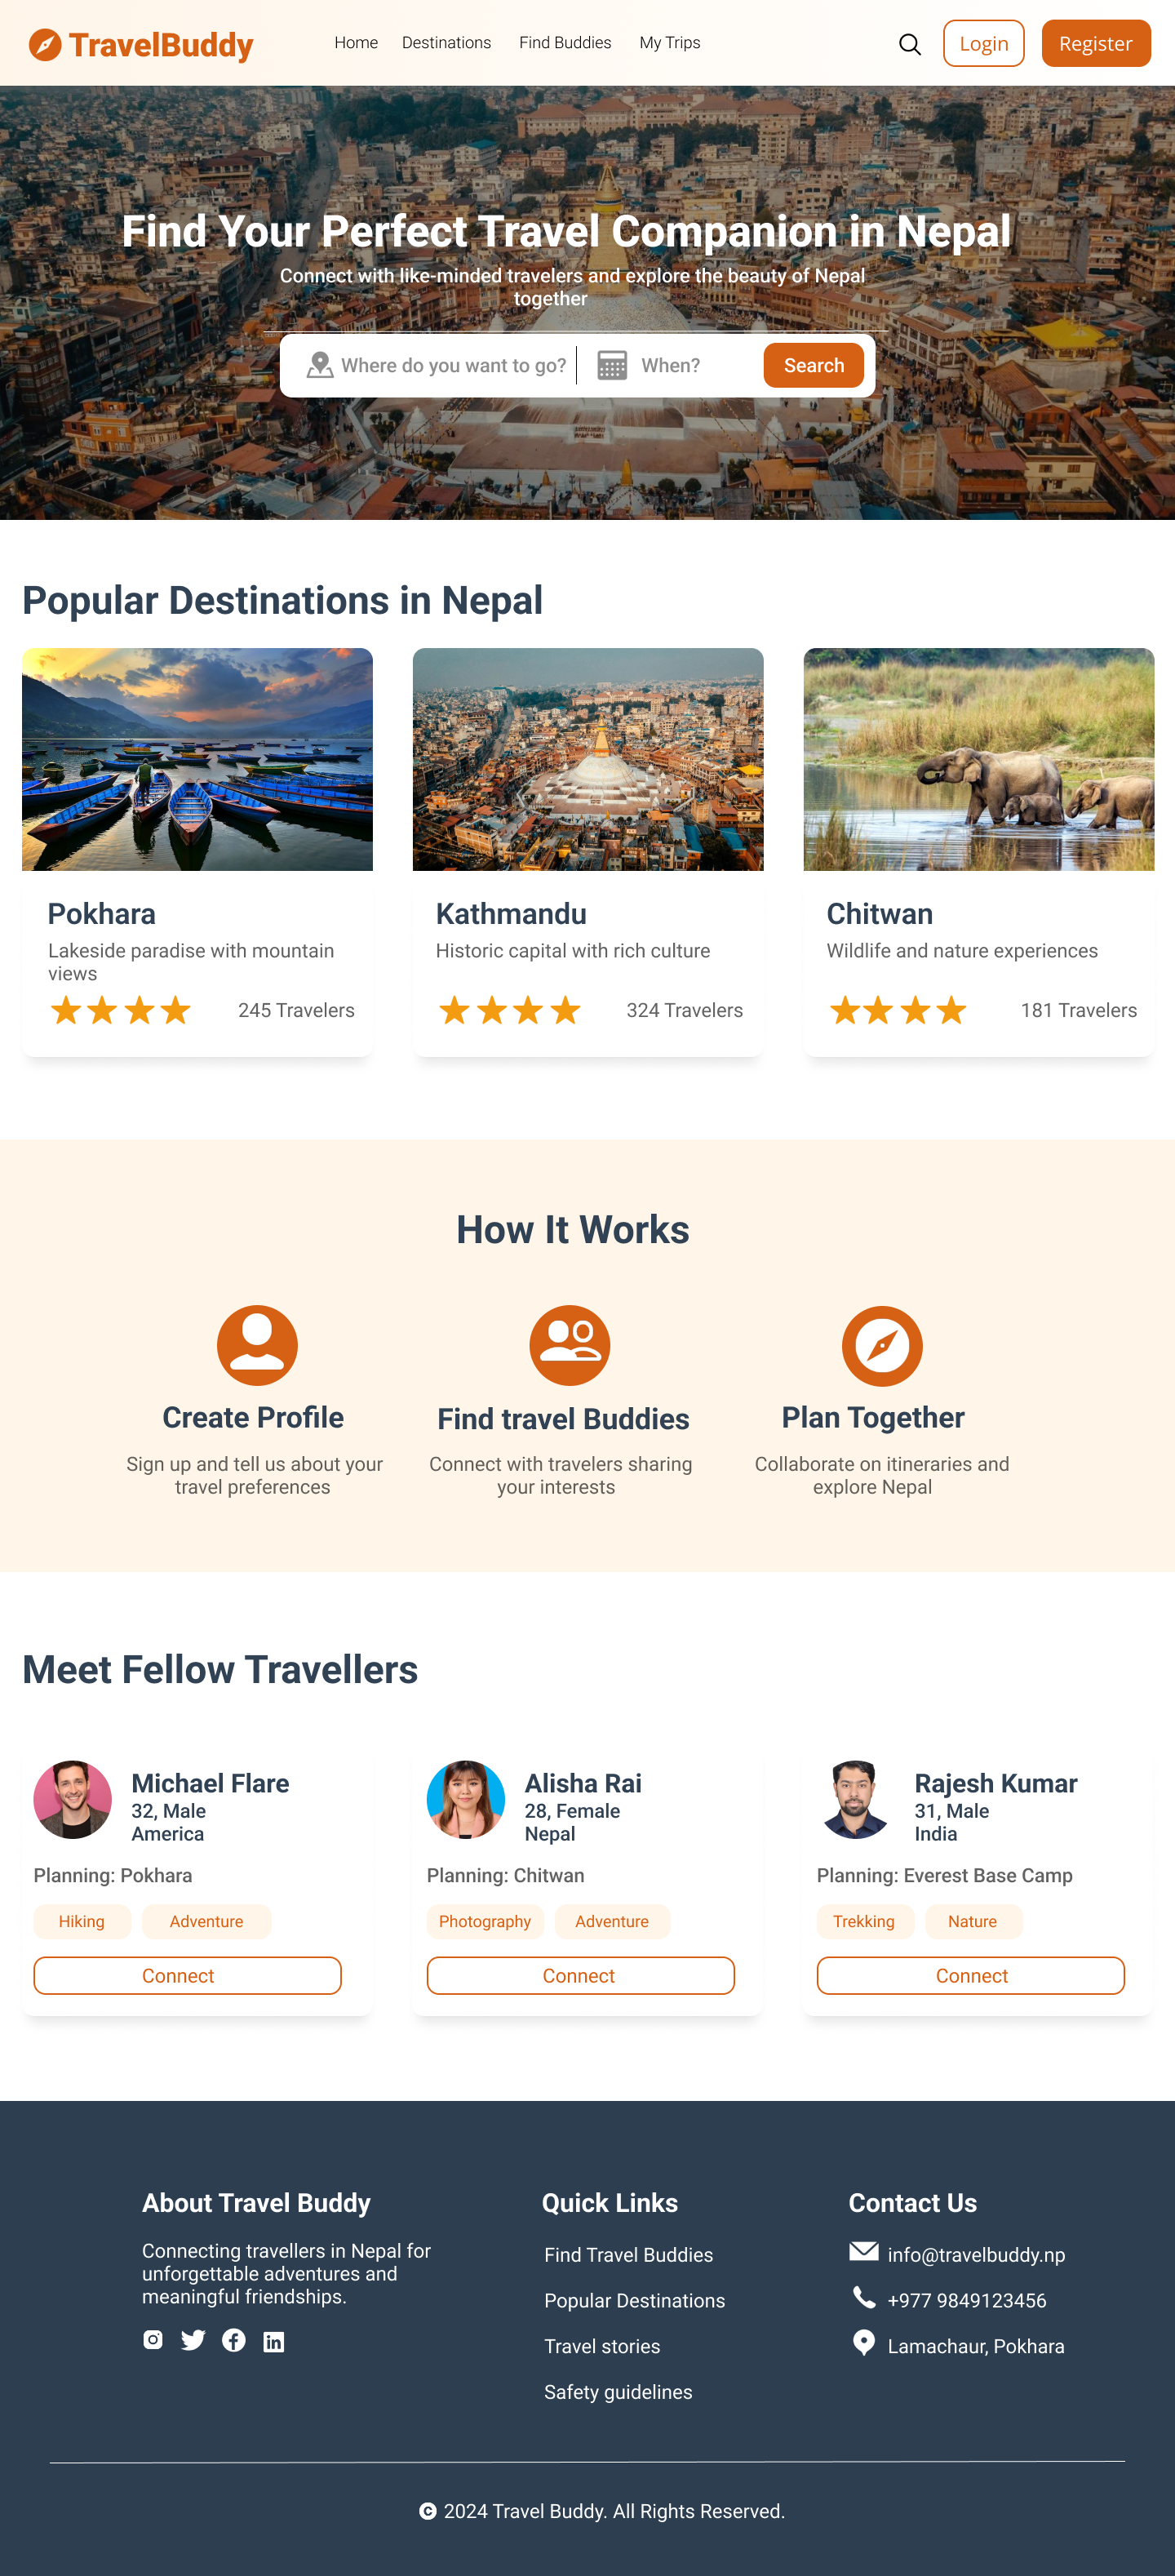 TravelBuddy
Home Destinations Find Buddies My Trips
Login Register
Find Your Perfect Travel Companion in Nepal
Connect with like-minded travelers and explore the beauty of Nepal
together
Where do you want to go? When? Search
Popular Destinations in Nepal
Pokhara
Lakeside paradise with mountain
views
245 Travelers
Kathmandu
Historic capital with rich culture
324 Travelers
Chitwan
Wildlife and nature experiences
181 Travelers
How It Works
Create Profile
Sign up and tell us about your
travel preferences
Find travel Buddies
Connect with travelers sharing
your interests
Plan Together
Collaborate on itineraries and
explore Nepal
Meet Fellow Travellers
Michael Flare
32, Male
America
Planning: Pokhara
Hiking Adventure
Connect
Alisha Rai
28, Female
Nepal
Planning: Chitwan
Photography Adventure
Connect
Rajesh Kumar
31, Male
India
Planning: Everest Base Camp
Trekking Nature
Connect
About Travel Buddy
Connecting travellers in Nepal for
unforgettable adventures and
meaningful friendships.
Quick Links
Find Travel Buddies
Popular Destinations
Travel stories
Safety guidelines
Contact Us
info@travelbuddy.np
+977 9849123456
Lamachaur, Pokhara
© 2024 Travel Buddy. All Rights Reserved.